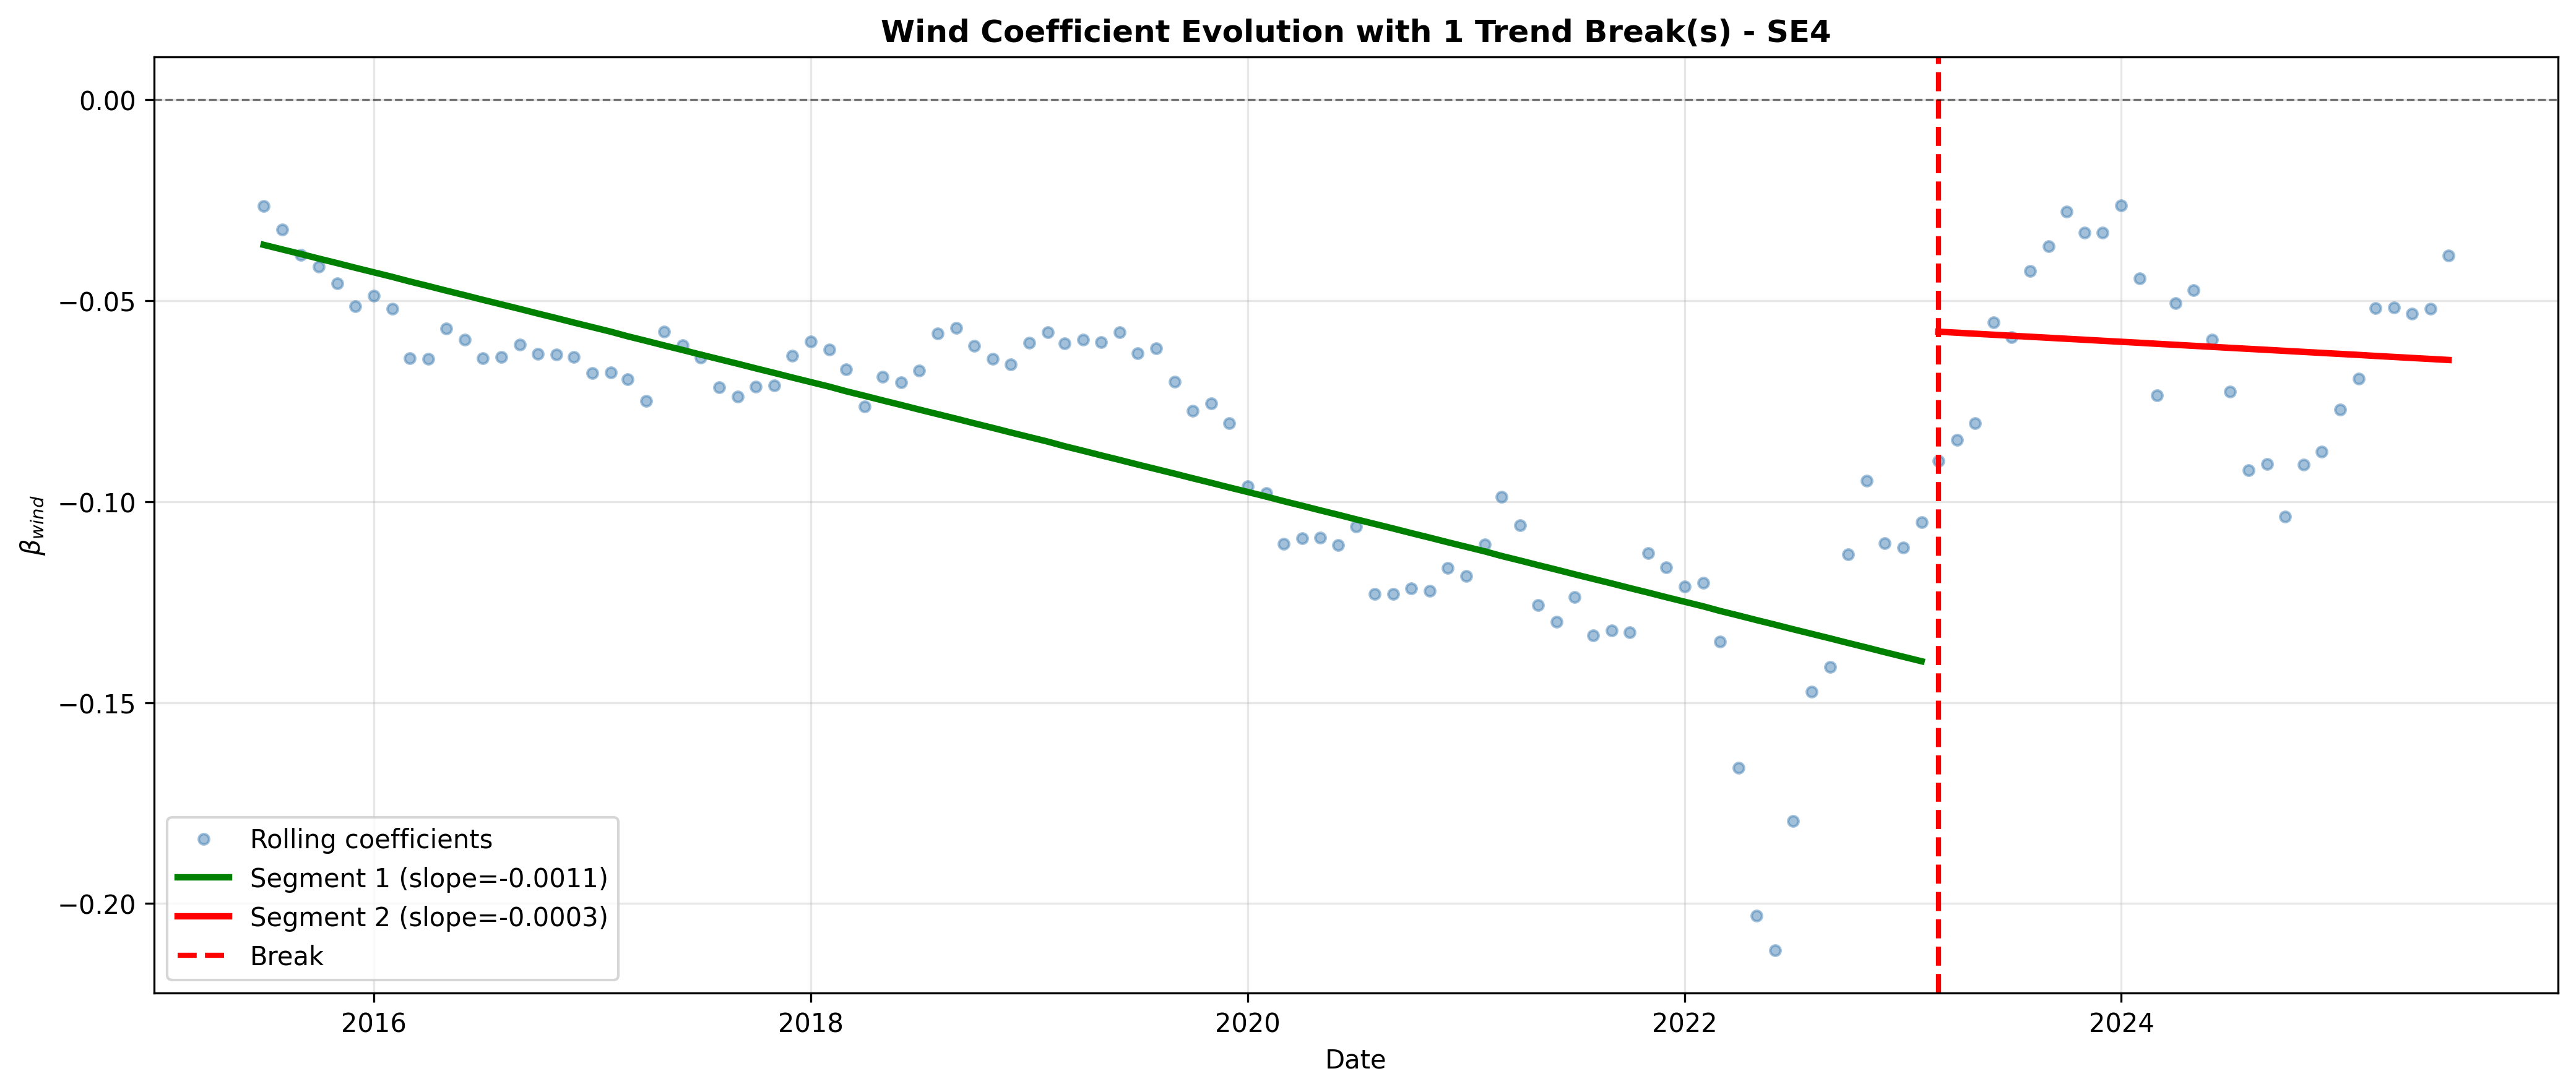 Wind Coefficient Evolution with 1 Trend Break(s) - SE4
0.00
−0.05
−0.10
−0.15
−0.20
βwind
Rolling coefficients
Segment 1 (slope=-0.0011)
Segment 2 (slope=-0.0003)
Break
2016 2018 2020 2022 2024
Date